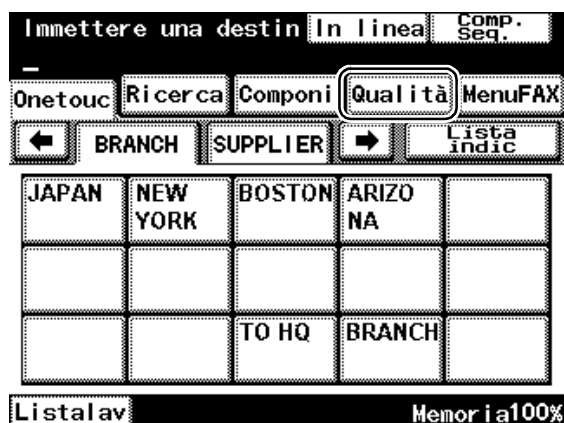 Immettere una destin In linea Comp. Seq.
Onetouc Ricerca Componi Qualità MenuFAX
BRANCH SUPPLIER Lista indic
JAPAN NEW YORK BOSTON ARIZO NA
TO HQ BRANCH
Listalav Memoria100%